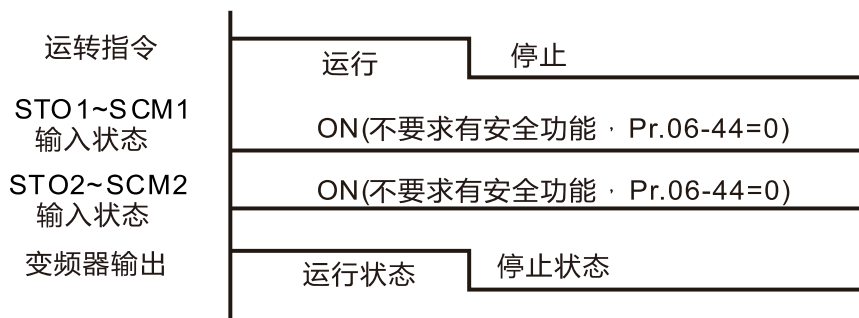 运转指令
运行
停止
STO1~SCM1
输入状态
ON(不要求有安全功能，Pr.06-44=0)
STO2~SCM2
输入状态
ON(不要求有安全功能，Pr.06-44=0)
变频器输出
运行状态
停止状态